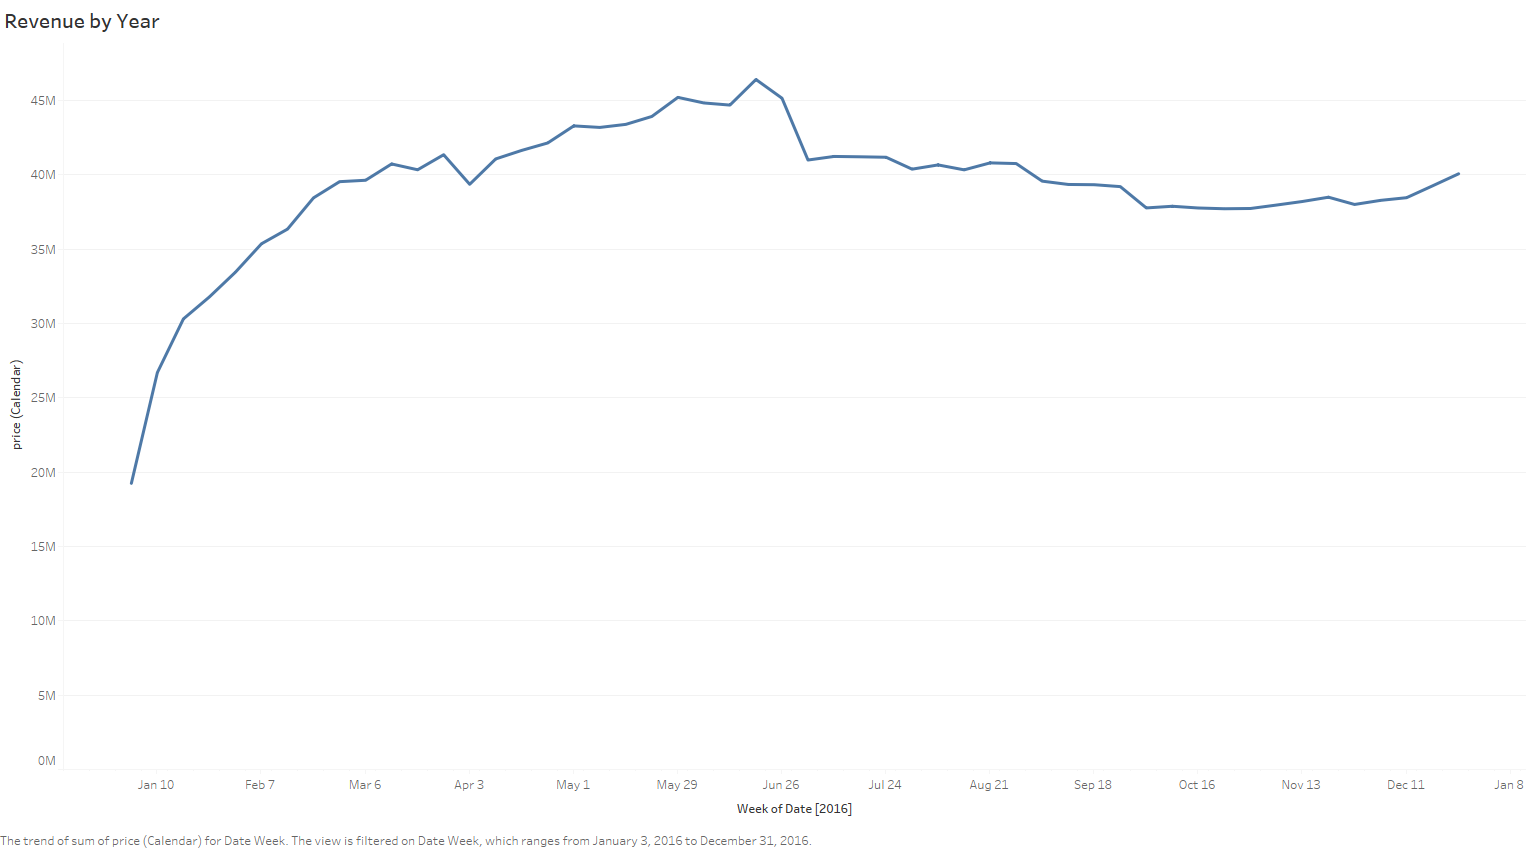 Revenue by Year
45M
40M
35M
30M
25M
20M
15M
10M
5M
0M
price (Calendar)
Jan 10 Feb 7 Mar 6 Apr 3 May 1 May 29 Jun 26 Jul 24 Aug 21 Sep 18 Oct 16 Nov 13 Dec 11 Jan 8
Week of Date [2016]
The trend of sum of price (Calendar) for Date Week. The view is filtered on Date Week, which ranges from January 3, 2016 to December 31, 2016.